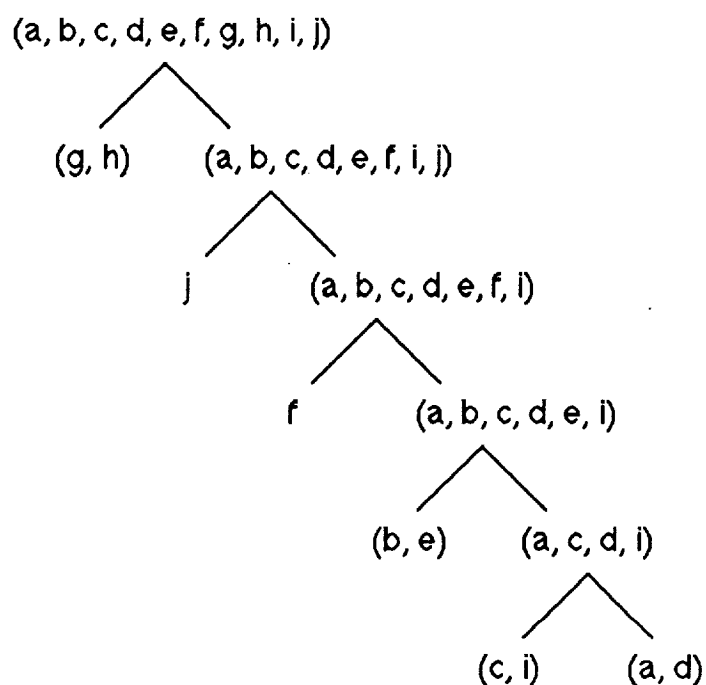 (a, b, c, d, e, f, g, h, i, j)
(g, h) (a, b, c, d, e, f, i, j)
j (a, b, c, d, e, f, i)
f (a, b, c, d, e, i)
(b, e) (a, c, d, i)
(c, i) (a, d)